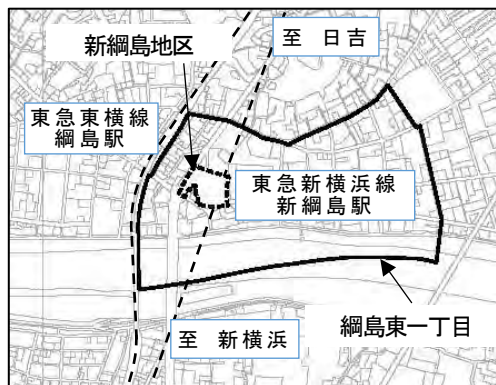 新綱島地区
至 日吉
東急東横線
綱島駅
東急新横浜線
新綱島駅
綱島東一丁目
至 新横浜